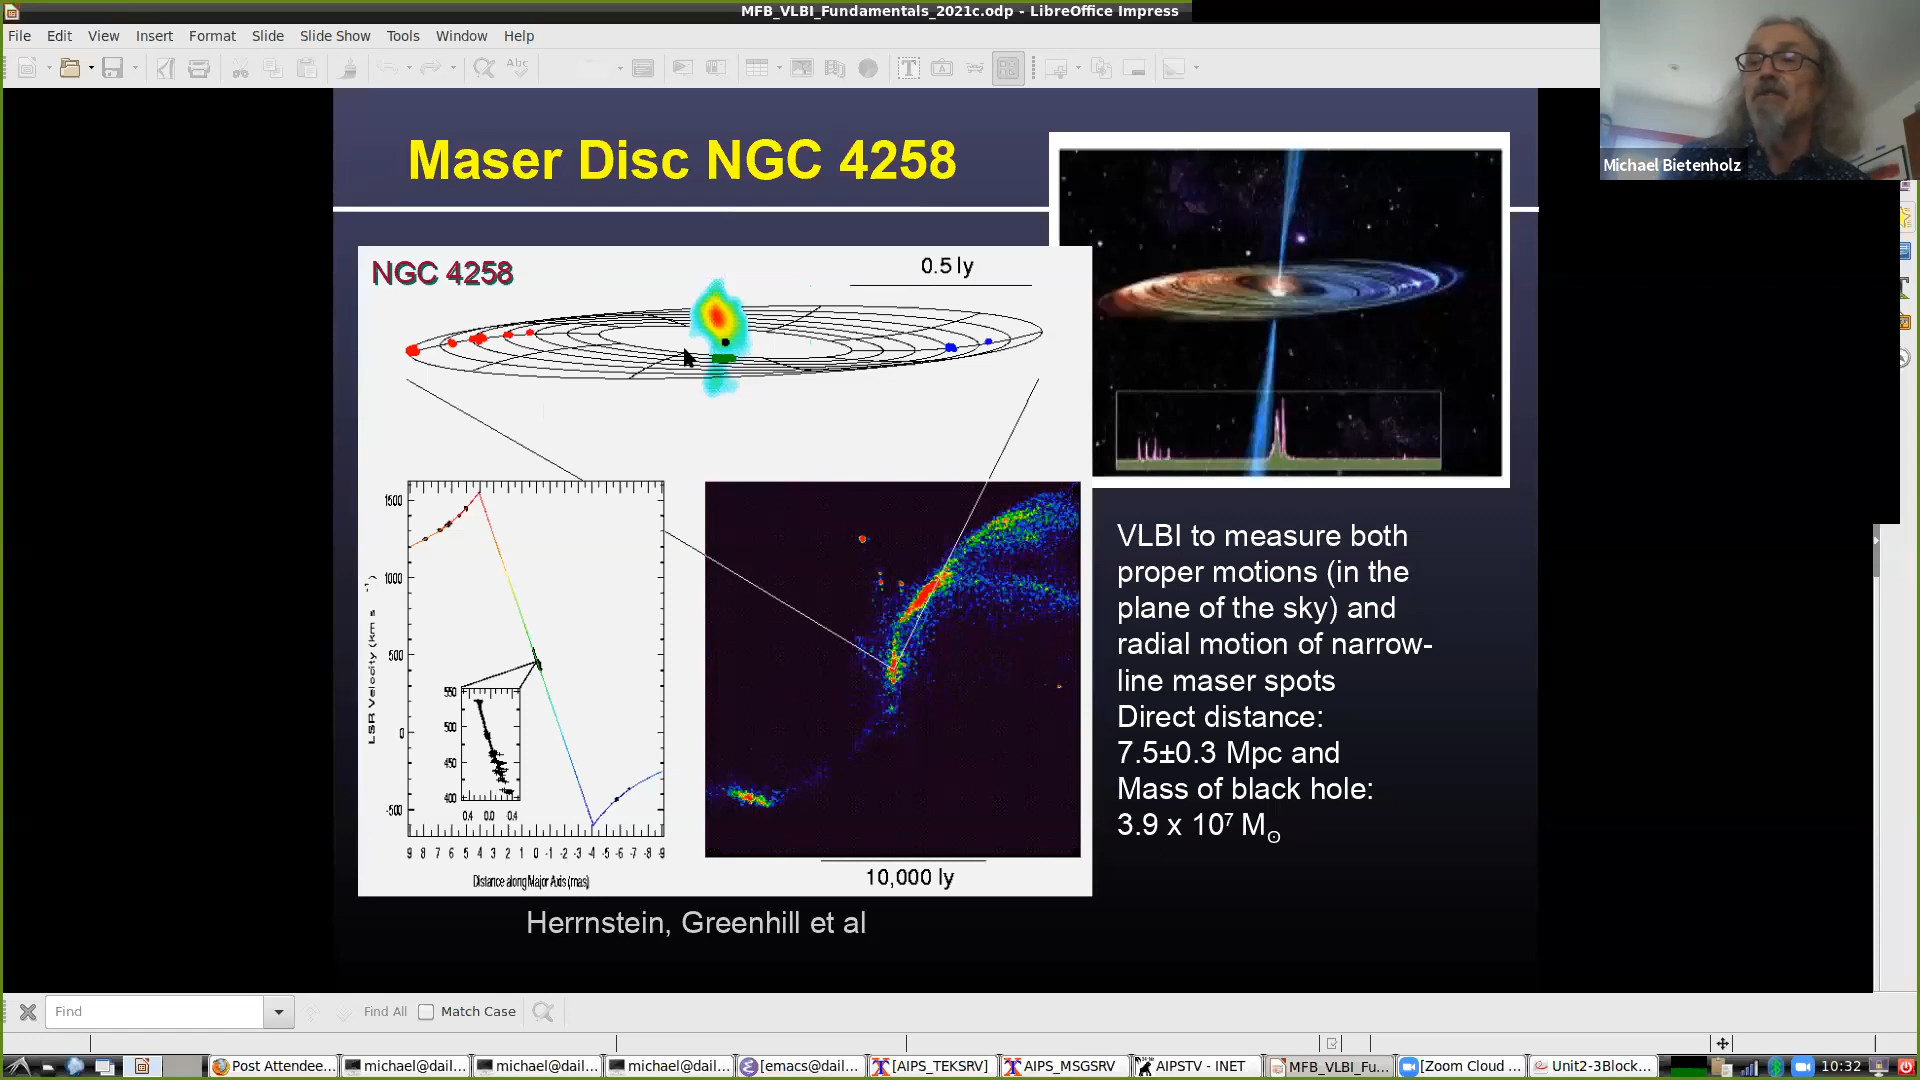 MFB_VLBI_Fundamentals_2021c.odp - LibreOffice Impress
File Edit View Insert Format Slide Slide Show Tools Window Help
Michael Bietenholz
Maser Disc NGC 4258
NGC 4258
0.5 ly
1500
1000
500
0
-500
LSR Velocity (km s⁻¹)
550
500
450
400
0.4 0.0 -0.4
9 8 7 6 5 4 3 2 1 0 -1 -2 -3 -4 -5 -6 -7 -8 -9
Distance along Major Axis (mas)
10,000 ly
VLBI to measure both
proper motions (in the
plane of the sky) and
radial motion of narrow-
line maser spots
Direct distance:
7.5±0.3 Mpc and
Mass of black hole:
3.9 x 10⁷ M⊙
Herrnstein, Greenhill et al
Find
Find All
Match Case
Post Attendee...
michael@dail...
michael@dail...
michael@dail...
[emacs@dail...
[AIPS_TEKSRV]
AIPS_MSGSRV
AIPSTV - INET
MFB_VLBI_Fu...
[Zoom Cloud ...
Unit2-3Block...
10:32